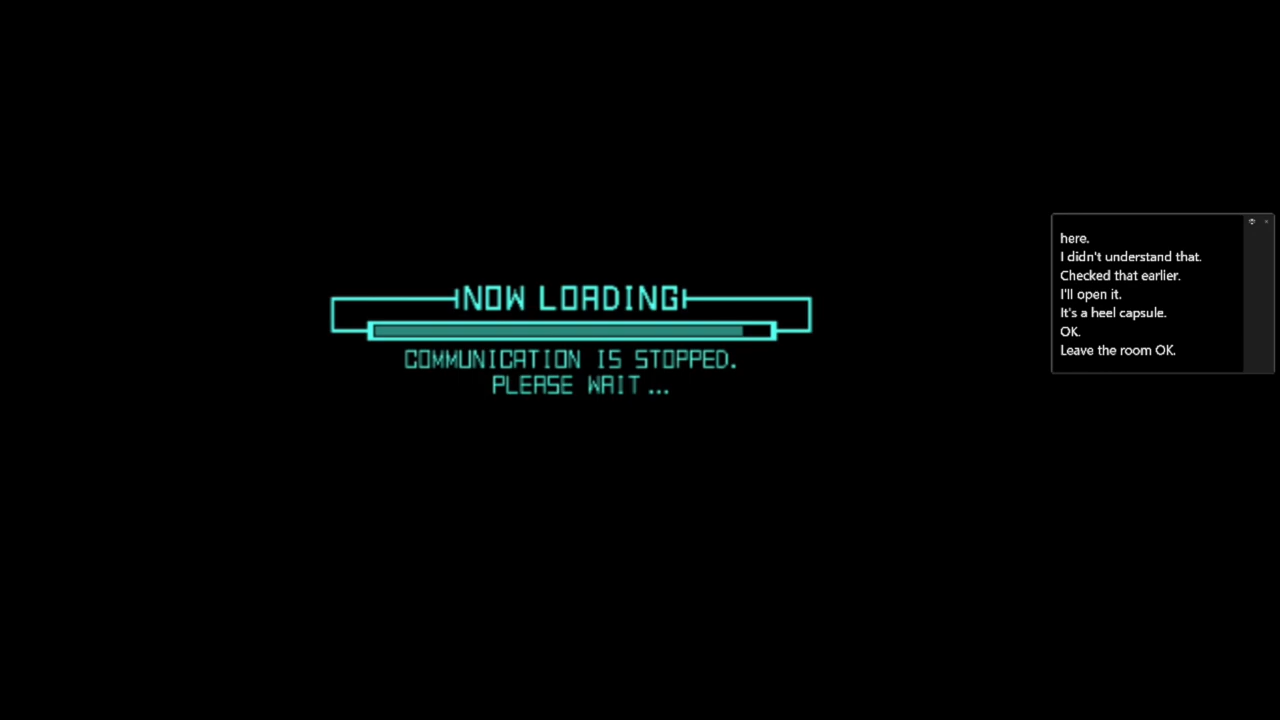 NOW LOADING
COMMUNICATION IS STOPPED.
PLEASE WAIT ...
here.
I didn't understand that.
Checked that earlier.
I'll open it.
It's a heel capsule.
OK.
Leave the room OK.